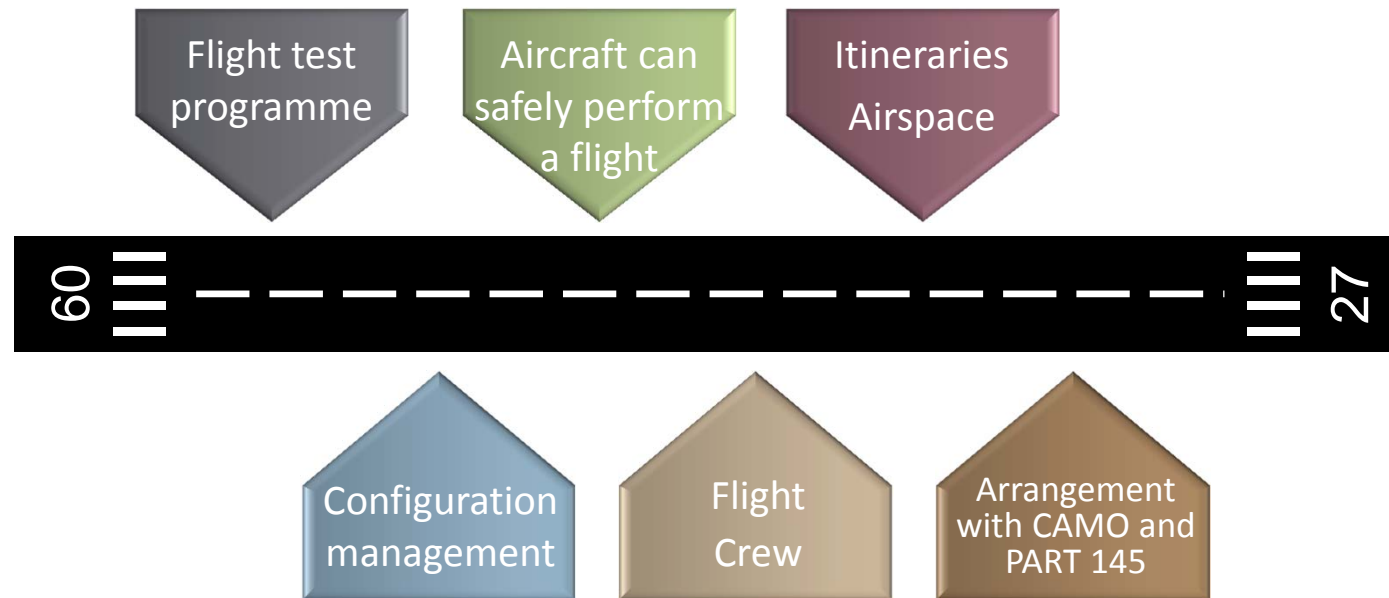 Flight test
programme
Aircraft can
safely perform
a flight
Itineraries
Airspace
09
27
Configuration
management
Flight
Crew
Arrangement
with CAMO and
PART 145